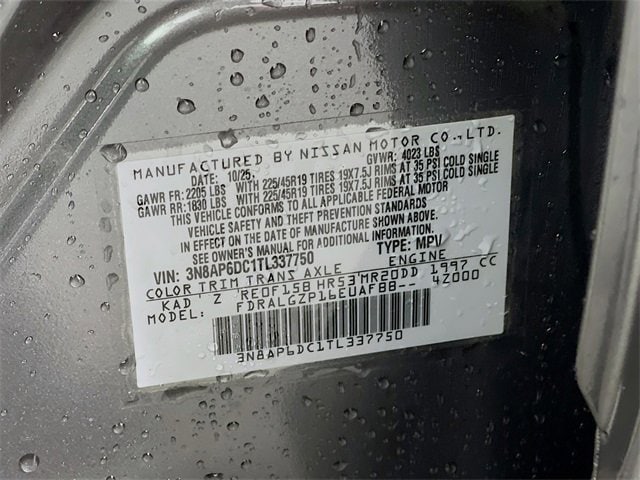 MANUFACTURED BY NISSAN MOTOR CO.,LTD.
DATE: 10/25 GVWR: 4023 LBS
GAWR FR: 2205 LBS WITH 225/45R19 TIRES 19X7.5J RIMS AT 35 PSI COLD SINGLE
GAWR RR: 1830 LBS WITH 225/45R19 TIRES 19X7.5J RIMS AT 35 PSI COLD SINGLE
THIS VEHICLE CONFORMS TO ALL APPLICABLE FEDERAL MOTOR
VEHICLE SAFETY AND THEFT PREVENTION STANDARDS
IN EFFECT ON THE DATE OF MANUFACTURE SHOWN ABOVE.
SEE OWNER'S MANUAL FOR ADDITIONAL INFORMATION.
VIN: 3N8AP6DC1TL337750 TYPE: MPV
COLOR TRIM TRANS AXLE ENGINE
KAD ' Z RE0F15B HR53'MR20DD 1997 CC
MODEL: FDRALGZP16EUAFBB-- 4Z000
3N8AP6DC1TL337750